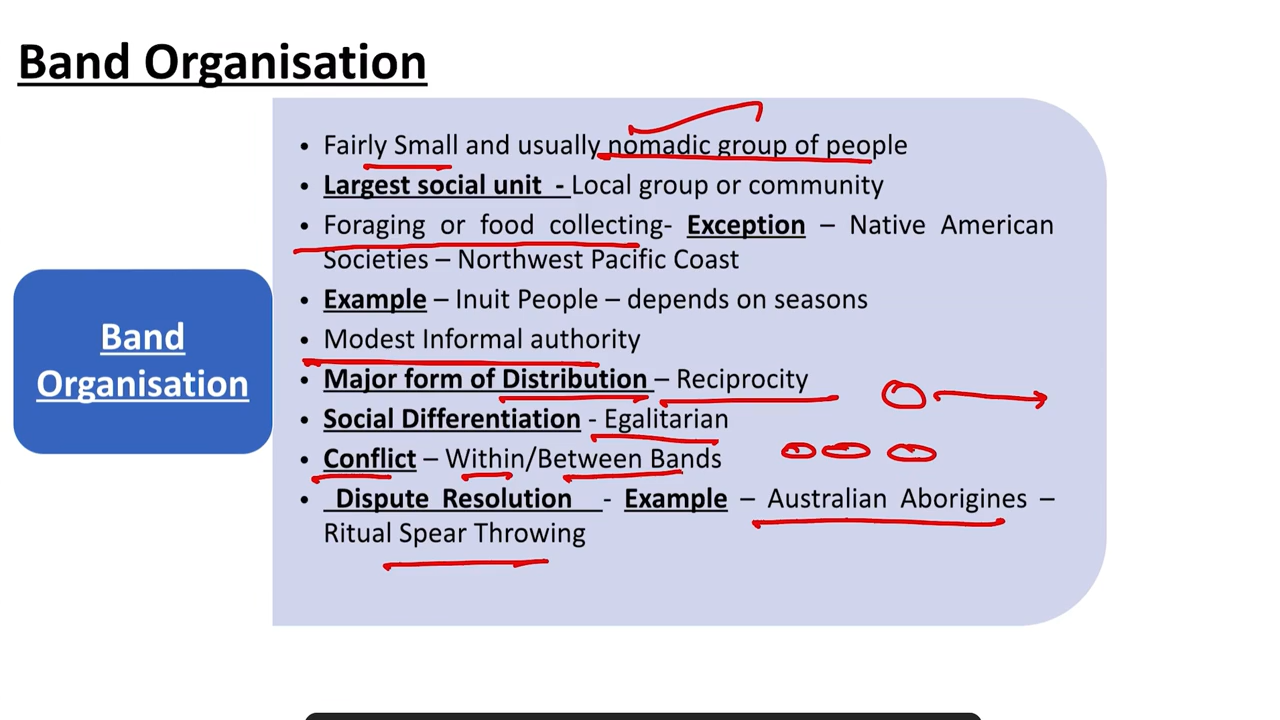 Band Organisation
Band
Organisation
• Fairly Small and usually nomadic group of people
• Largest social unit - Local group or community
• Foraging or food collecting- Exception – Native American
Societies – Northwest Pacific Coast
• Example – Inuit People – depends on seasons
• Modest Informal authority
• Major form of Distribution – Reciprocity
• Social Differentiation - Egalitarian
• Conflict – Within/Between Bands
• Dispute Resolution - Example – Australian Aborigines –
Ritual Spear Throwing